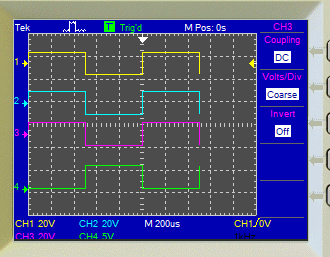 Tek Trig'd M Pos: 0s CH3
T
Coupling
DC
Volts/Div
Coarse
Invert
Off
1
2
3
4
CH1 20V CH2 20V M 200us CH1/0V
CH3 20V CH4 5V